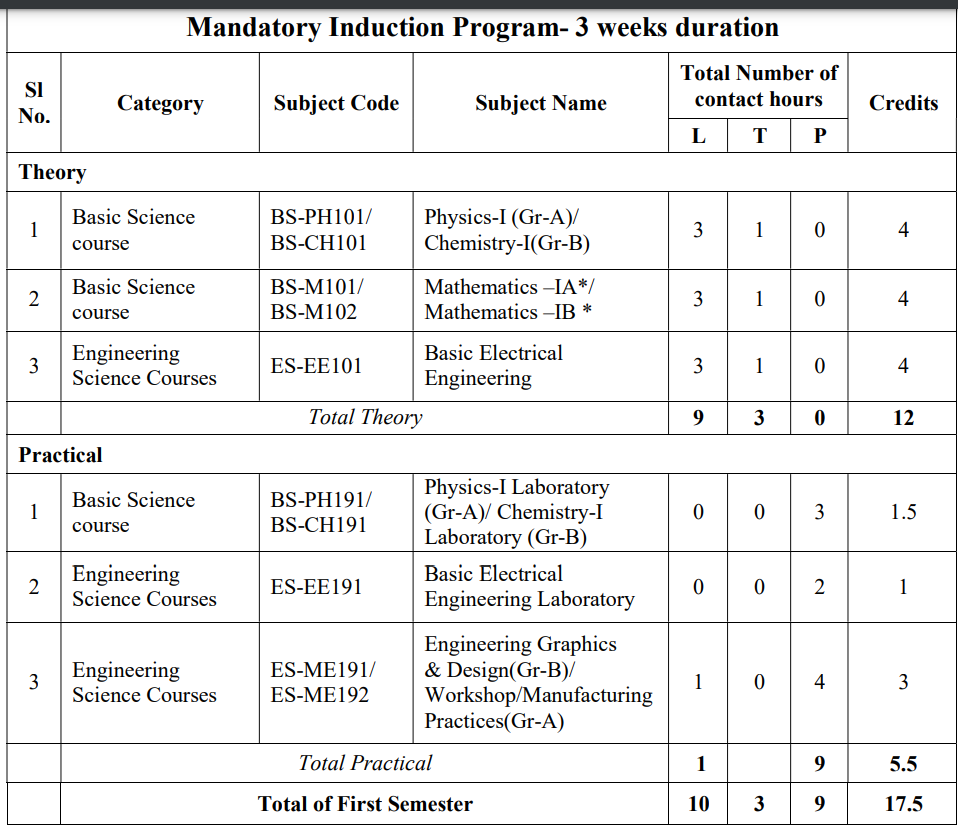 Mandatory Induction Program- 3 weeks duration
Sl No. Category Subject Code Subject Name Total Number of contact hours Credits
L T P
Theory
1 Basic Science course BS-PH101/ BS-CH101 Physics-I (Gr-A)/ Chemistry-I(Gr-B) 3 1 0 4
2 Basic Science course BS-M101/ BS-M102 Mathematics –IA*/ Mathematics –IB * 3 1 0 4
3 Engineering Science Courses ES-EE101 Basic Electrical Engineering 3 1 0 4
Total Theory 9 3 0 12
Practical
1 Basic Science course BS-PH191/ BS-CH191 Physics-I Laboratory (Gr-A)/ Chemistry-I Laboratory (Gr-B) 0 0 3 1.5
2 Engineering Science Courses ES-EE191 Basic Electrical Engineering Laboratory 0 0 2 1
3 Engineering Science Courses ES-ME191/ ES-ME192 Engineering Graphics & Design(Gr-B)/ Workshop/Manufacturing Practices(Gr-A) 1 0 4 3
Total Practical 1 9 5.5
Total of First Semester 10 3 9 17.5